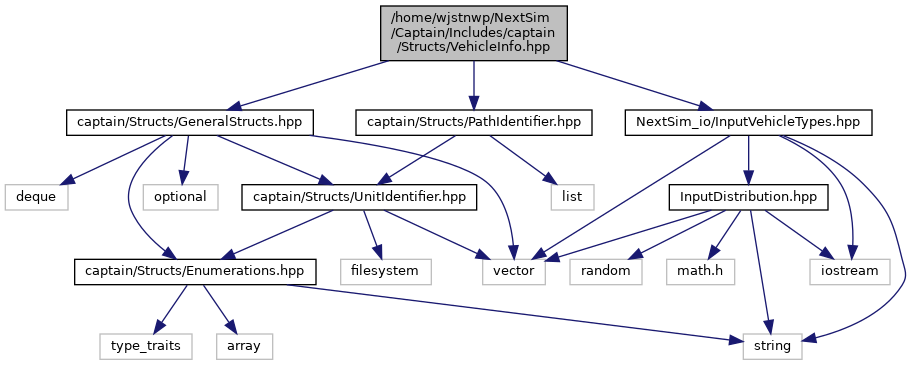 /home/wjstnwp/NextSim
/Captain/Includes/captain
/Structs/VehicleInfo.hpp
captain/Structs/GeneralStructs.hpp
captain/Structs/PathIdentifier.hpp
NextSim_io/InputVehicleTypes.hpp
deque
optional
captain/Structs/UnitIdentifier.hpp
list
InputDistribution.hpp
captain/Structs/Enumerations.hpp
filesystem
vector
random
math.h
iostream
type_traits
array
string